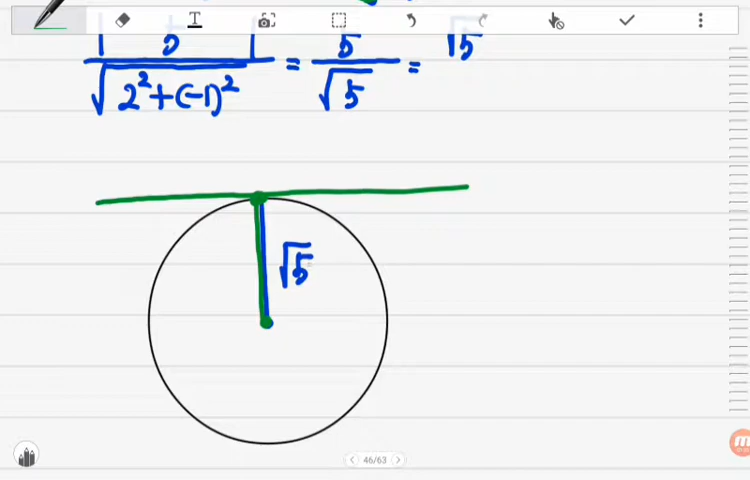 | 5 | / √(2²+(-1)²) = 5/√5 = √5
√5
46/63